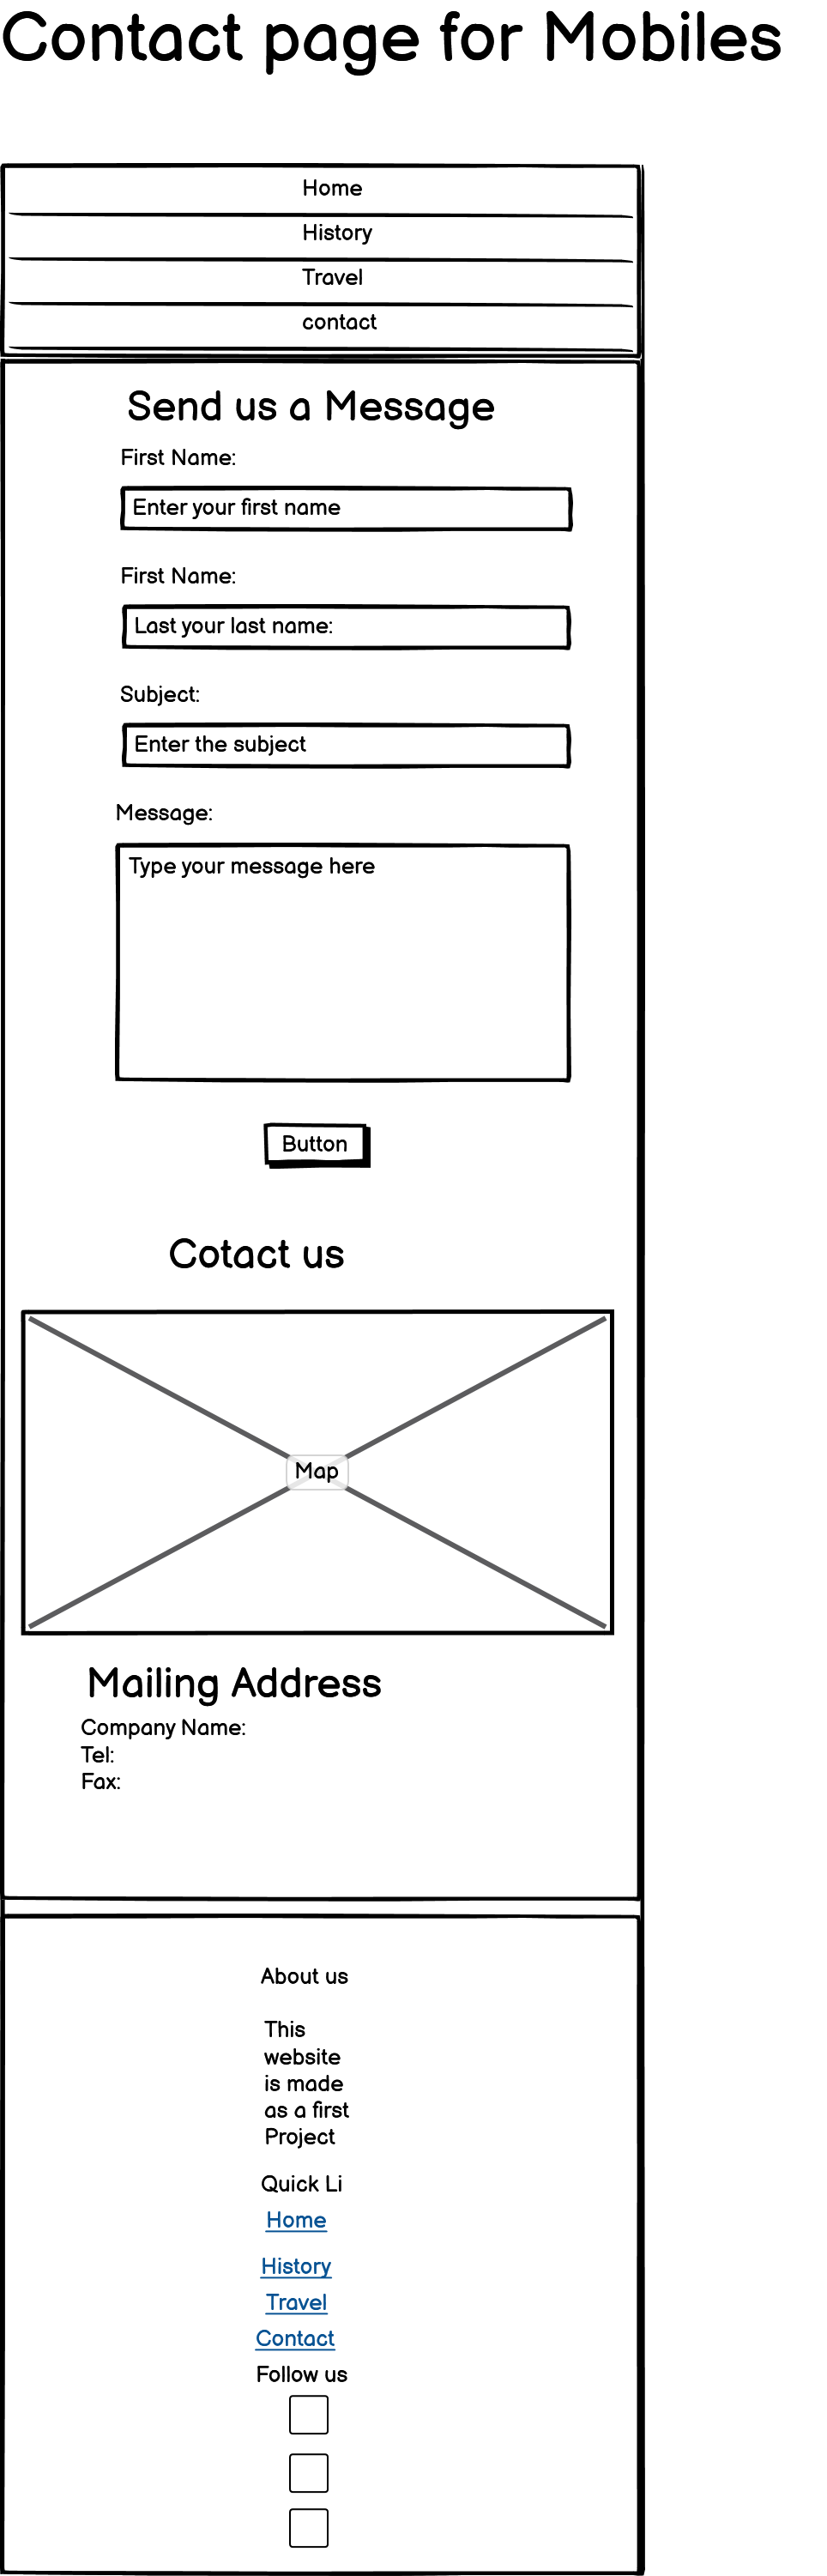 Contact page for Mobiles
Home
History
Travel
contact
Send us a Message
First Name:
Enter your first name
First Name:
Last your last name:
Subject:
Enter the subject
Message:
Type your message here
Button
Cotact us
Map
Mailing Address
Company Name:
Tel:
Fax:
About us
This
website
is made
as a first
Project
Quick Li
Home
History
Travel
Contact
Follow us